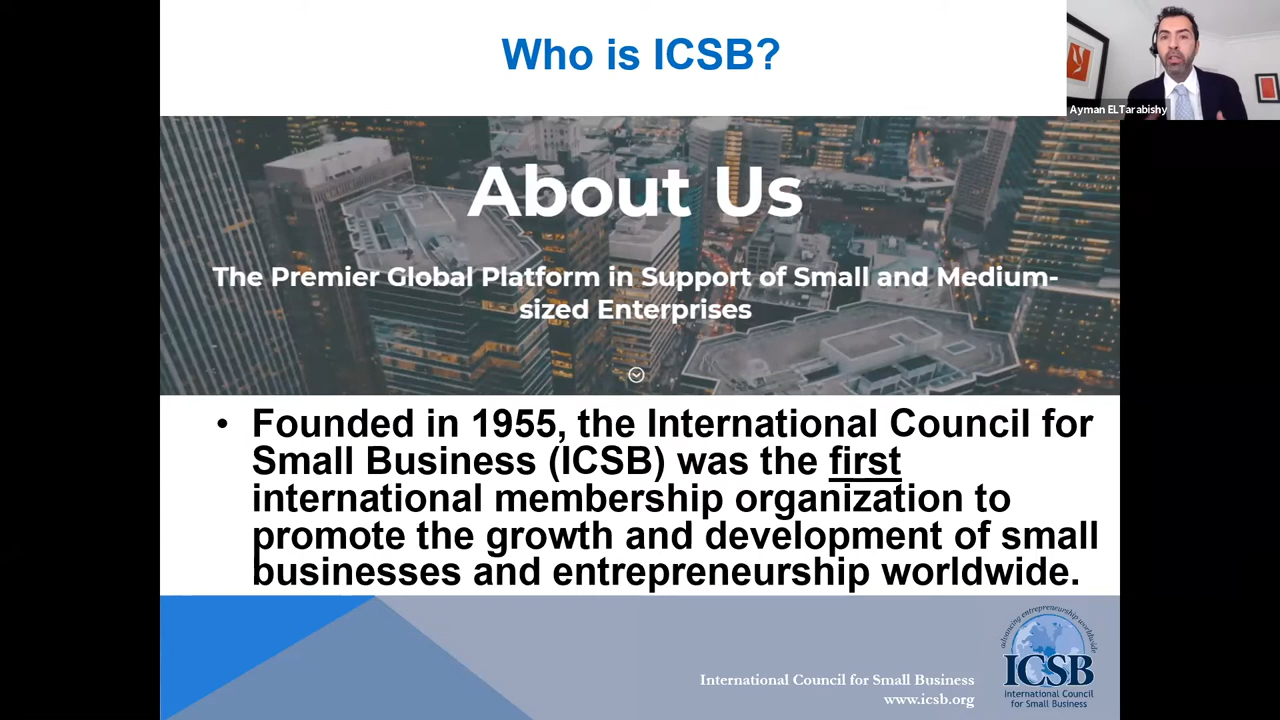 Who is ICSB?
Ayman ELTarabishy
About Us
The Premier Global Platform in Support of Small and Medium-
sized Enterprises
• Founded in 1955, the International Council for
Small Business (ICSB) was the first
international membership organization to
promote the growth and development of small
businesses and entrepreneurship worldwide.
advancing entrepreneurship worldwide
ICSB
International Council
for Small Business
International Council for Small Business
www.icsb.org